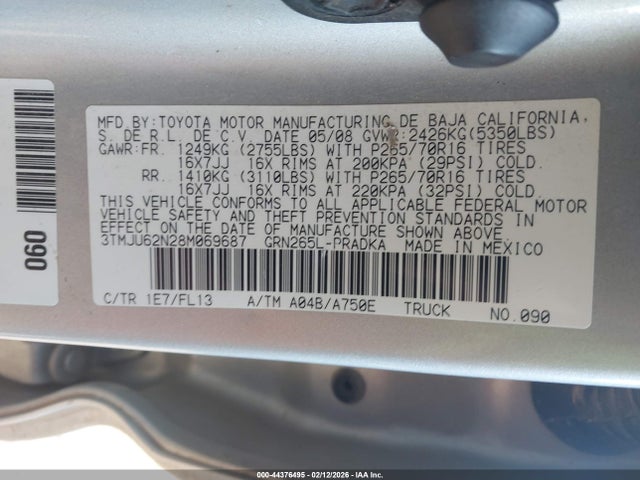 MFD BY:TOYOTA MOTOR MANUFACTURING DE BAJA CALIFORNIA,
S. DE R.L. DE C.V. DATE 05/08 GVWR 2426KG(5350LBS)
GAWR:FR. 1249KG (2755LBS) WITH P265/70R16 TIRES
16X7JJ 16X RIMS AT 200KPA (29PSI) COLD.
RR. 1410KG (3110LBS) WITH P265/70R16 TIRES
16X7JJ 16X RIMS AT 220KPA (32PSI) COLD.
THIS VEHICLE CONFORMS TO ALL APPLICABLE FEDERAL MOTOR
VEHICLE SAFETY AND THEFT PREVENTION STANDARDS IN
EFFECT ON THE DATE OF MANUFACTURE SHOWN ABOVE.
3TMJU62N28M069687 GRN265L-PRADKA MADE IN MEXICO
C/TR 1E7/FL13 A/TM A04B/A750E TRUCK NO.090
090
000-44376495 - 02/12/2026 - IAA Inc.